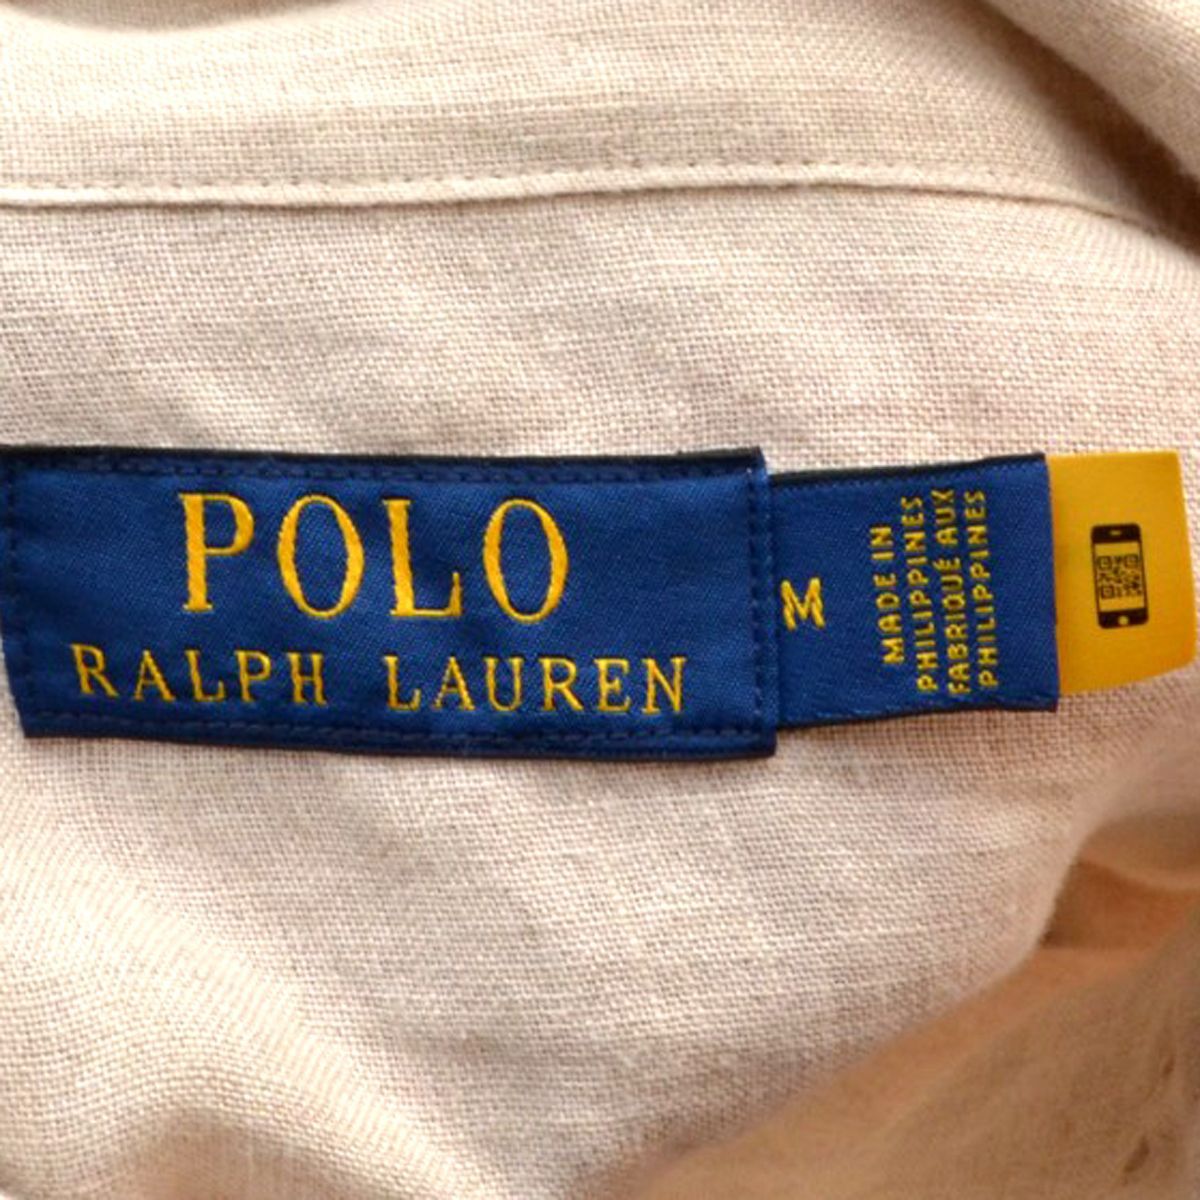 POLO
RALPH LAUREN
M
MADE IN
PHILIPPINES
FABRIQUÉ AUX
PHILIPPINES